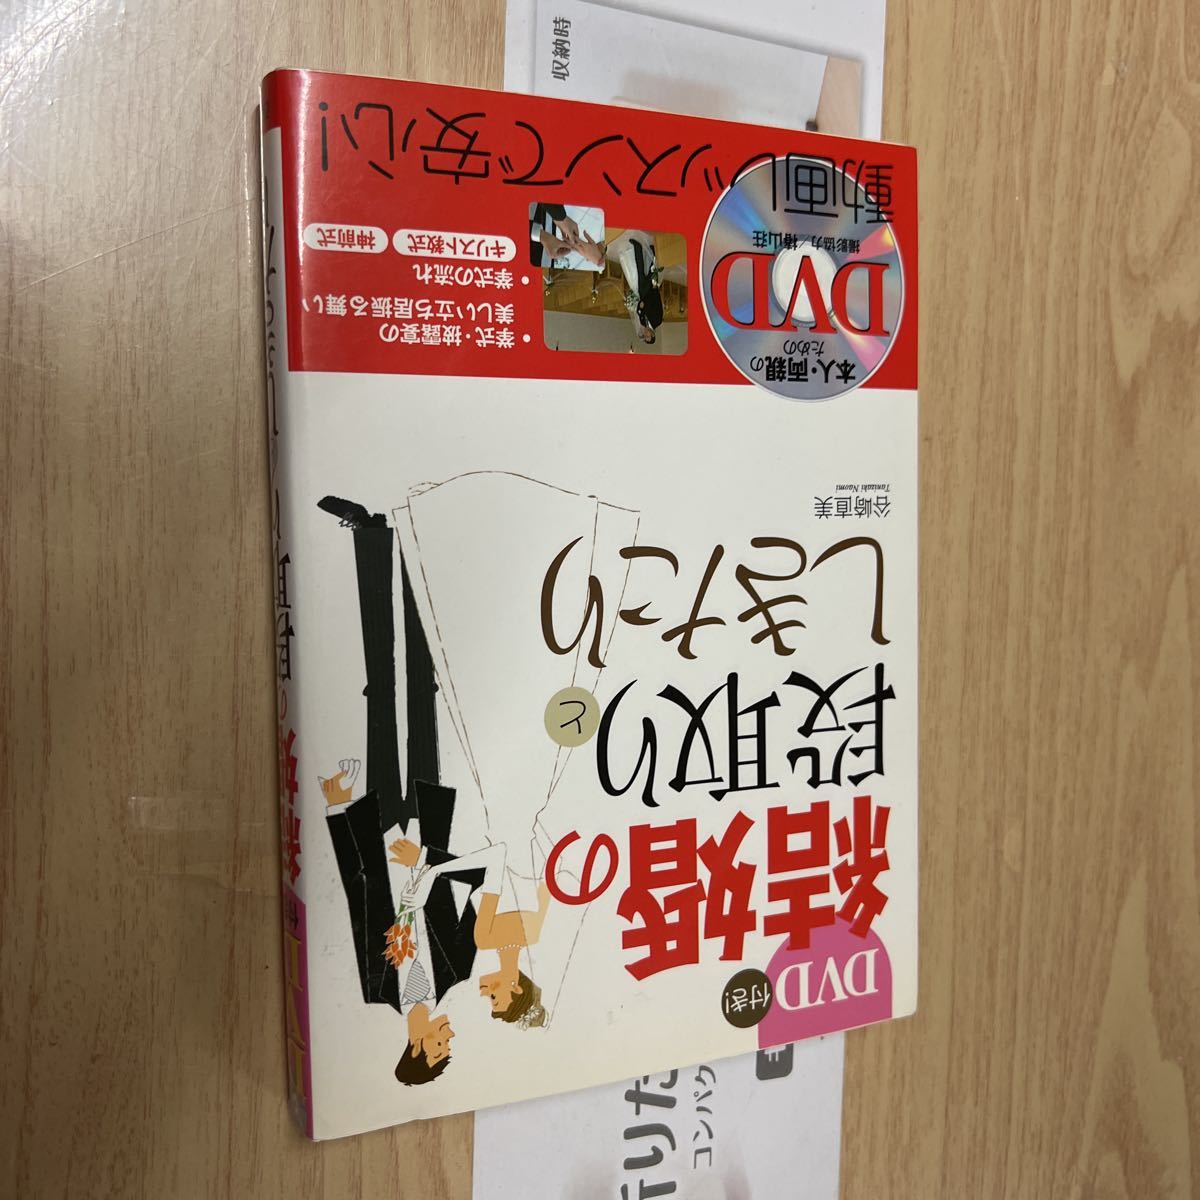 DVD
付き!
結婚の
段取り
と
しきたり
谷崎直美
Tanizaki Naomi
本人・両親の
ための
DVD
撮影協力/椿山荘
・挙式・披露宴の
美しい立ち居振る舞い
・挙式の流れ
キリスト教式
神前式
動画レッスンで安心!
収納時
コンパク